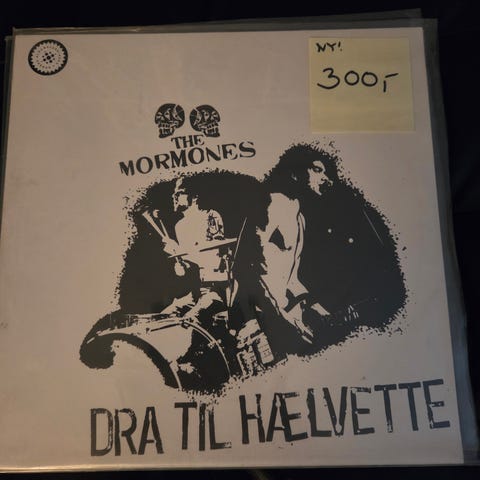 NY!
300,-
THE
MORMONES
DRA TIL HÆLVETTE